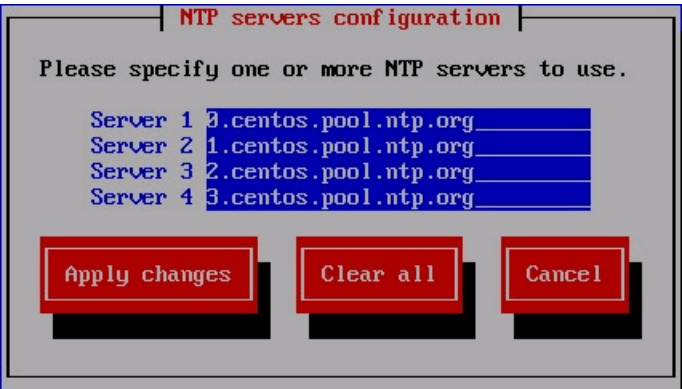 NTP servers configuration
Please specify one or more NTP servers to use.
Server 1 0.centos.pool.ntp.org
Server 2 1.centos.pool.ntp.org
Server 3 2.centos.pool.ntp.org
Server 4 3.centos.pool.ntp.org
Apply changes Clear all Cancel